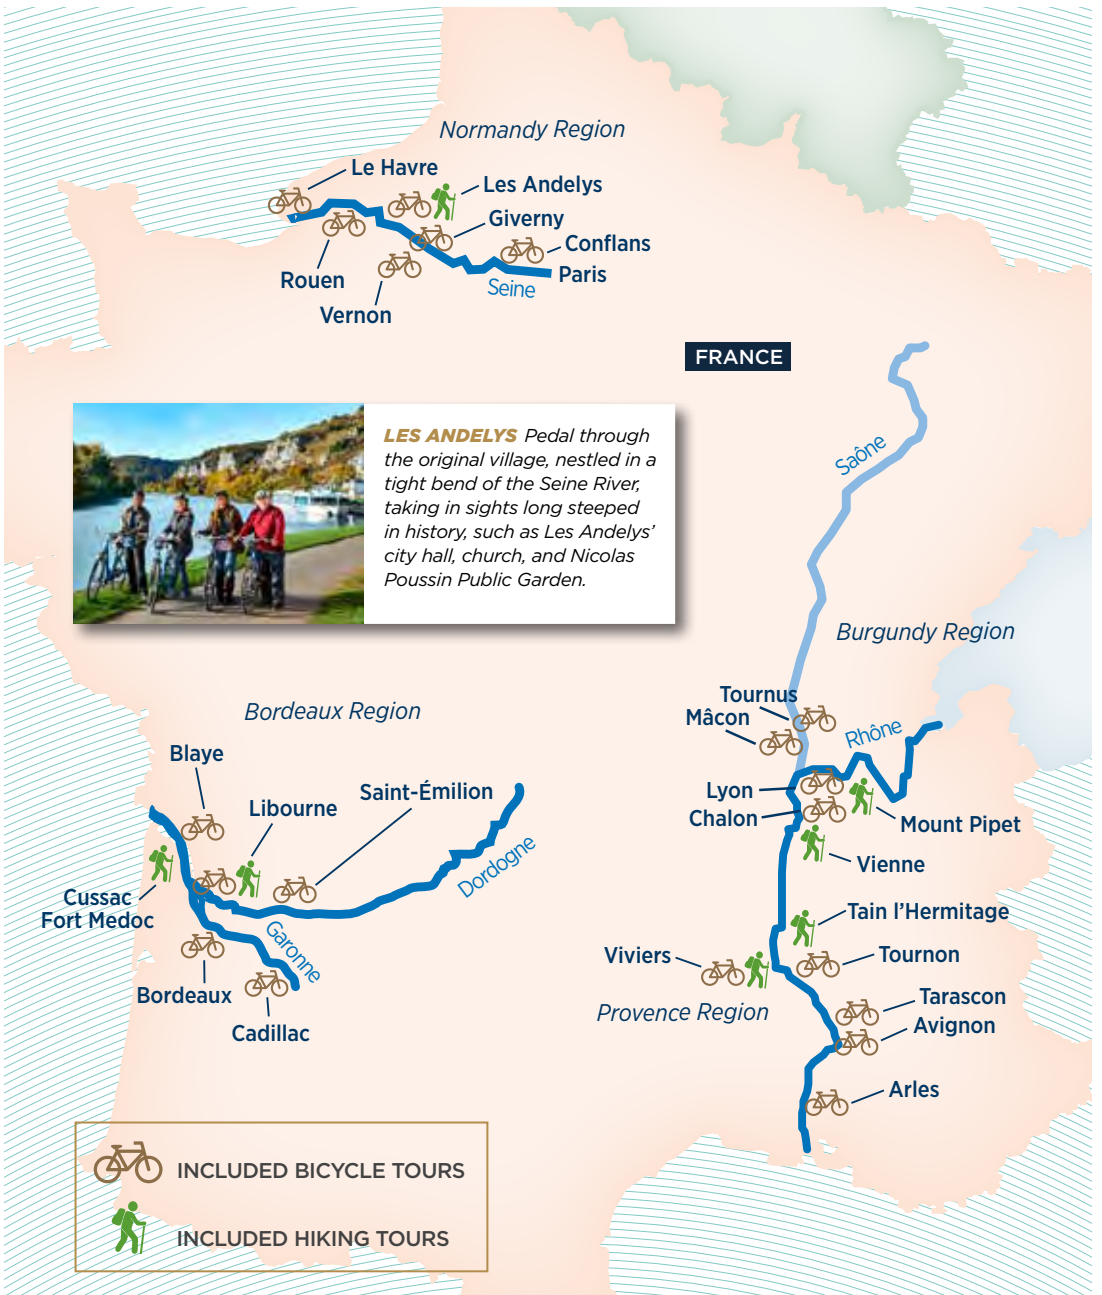 Normandy Region
Le Havre
Les Andelys
Giverny
Conflans
Paris
Rouen
Seine
Vernon
FRANCE
LES ANDELYS Pedal through
the original village, nestled in a
tight bend of the Seine River,
taking in sights long steeped
in history, such as Les Andelys’
city hall, church, and Nicolas
Poussin Public Garden.
Saône
Burgundy Region
Tournus
Mâcon
Rhône
Lyon
Chalon
Mount Pipet
Vienne
Bordeaux Region
Blaye
Libourne
Saint-Émilion
Dordogne
Cussac
Fort Medoc
Garonne
Bordeaux
Cadillac
Tain l’Hermitage
Viviers
Tournon
Provence Region
Tarascon
Avignon
Arles
INCLUDED BICYCLE TOURS
INCLUDED HIKING TOURS